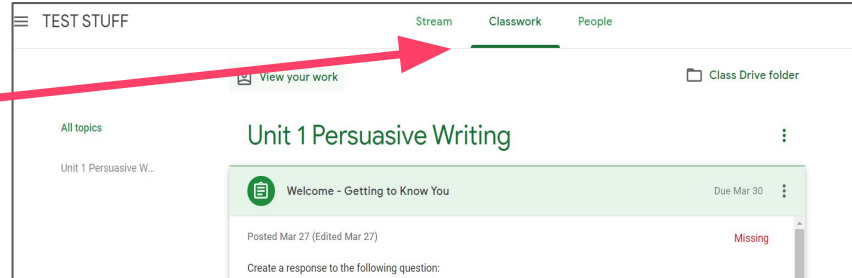 TEST STUFF
Stream Classwork People
View your work
Class Drive folder
All topics
Unit 1 Persuasive W...
Unit 1 Persuasive Writing
Welcome - Getting to Know You
Due Mar 30
Posted Mar 27 (Edited Mar 27)
Missing
Create a response to the following question: